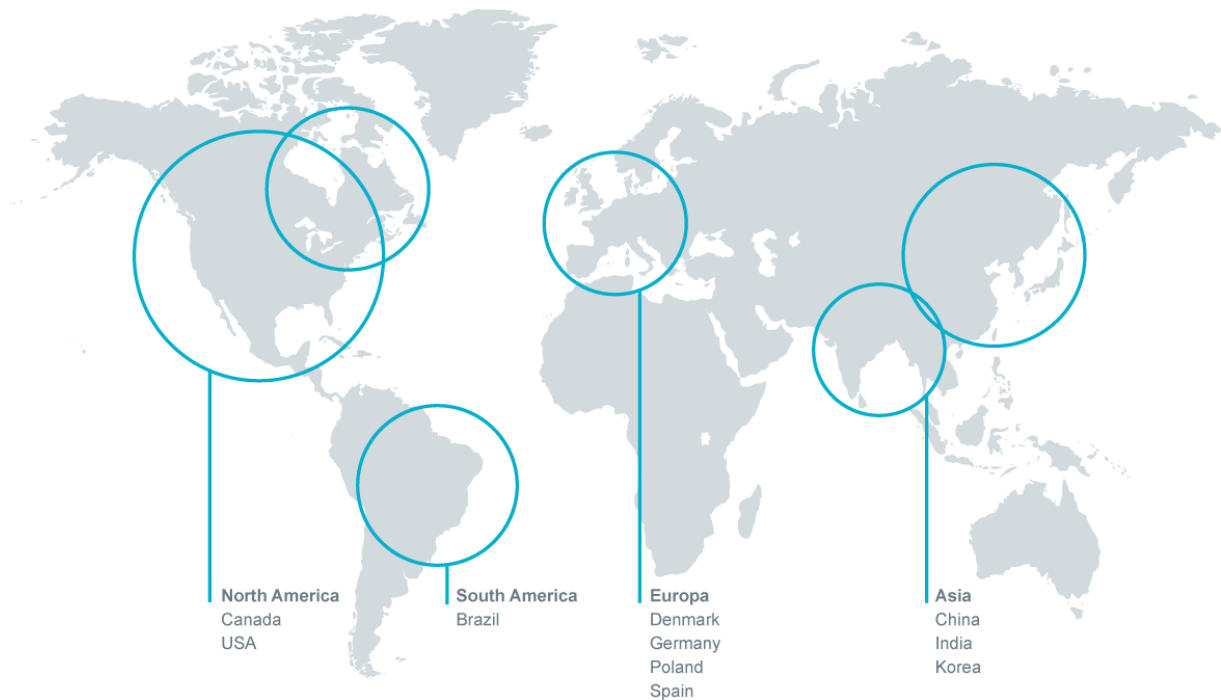 North America
Canada
USA
South America
Brazil
Europa
Denmark
Germany
Poland
Spain
Asia
China
India
Korea